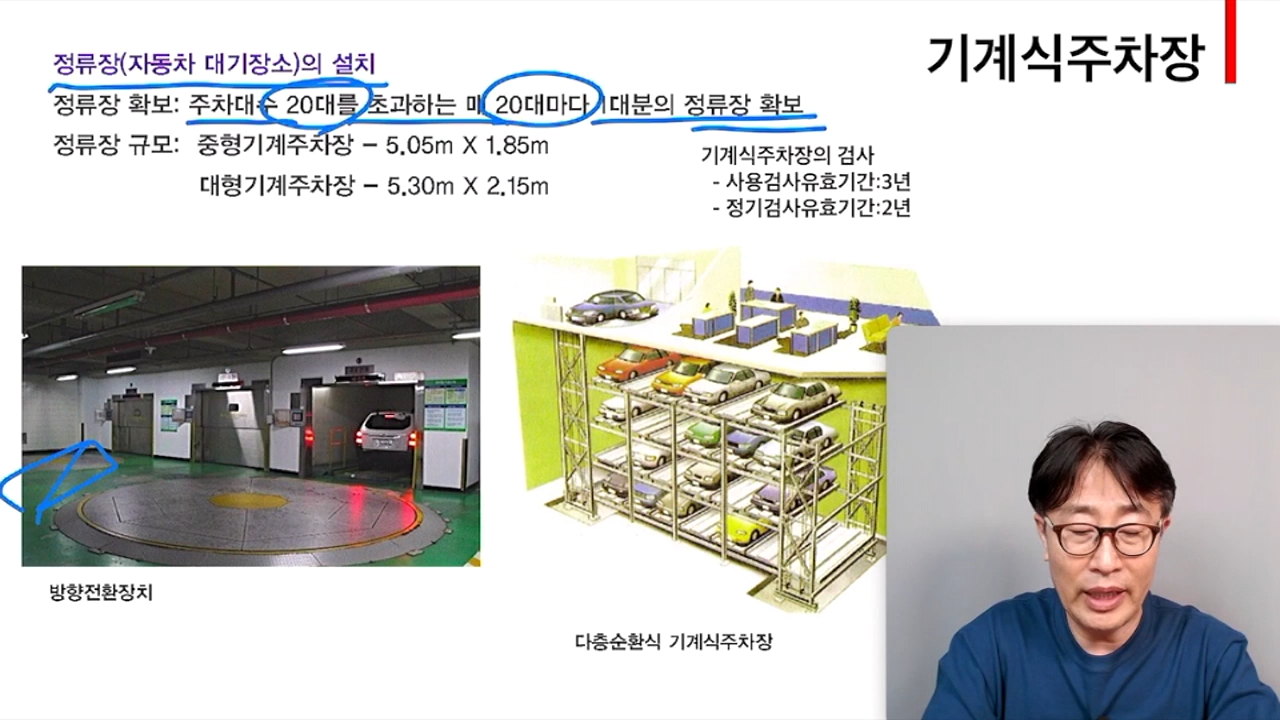 기계식주차장
정류장(자동차 대기장소)의 설치
정류장 확보: 주차대수 20대를 초과하는 매 20대마다 1대분의 정류장 확보
정류장 규모: 중형기계주차장 – 5.05m X 1.85m
대형기계주차장 – 5.30m X 2.15m
기계식주차장의 검사
- 사용검사유효기간:3년
- 정기검사유효기간:2년
방향전환장치
다층순환식 기계식주차장